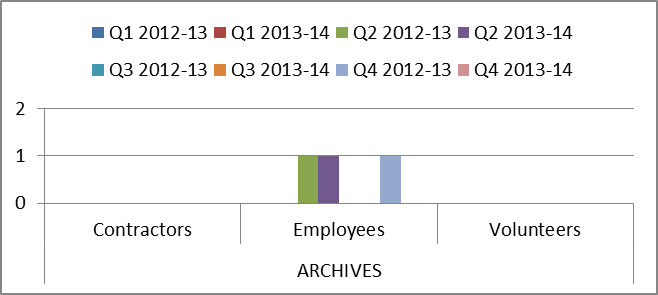 Q1 2012-13 Q1 2013-14 Q2 2012-13 Q2 2013-14
Q3 2012-13 Q3 2013-14 Q4 2012-13 Q4 2013-14
2
1
0
Contractors Employees Volunteers
ARCHIVES